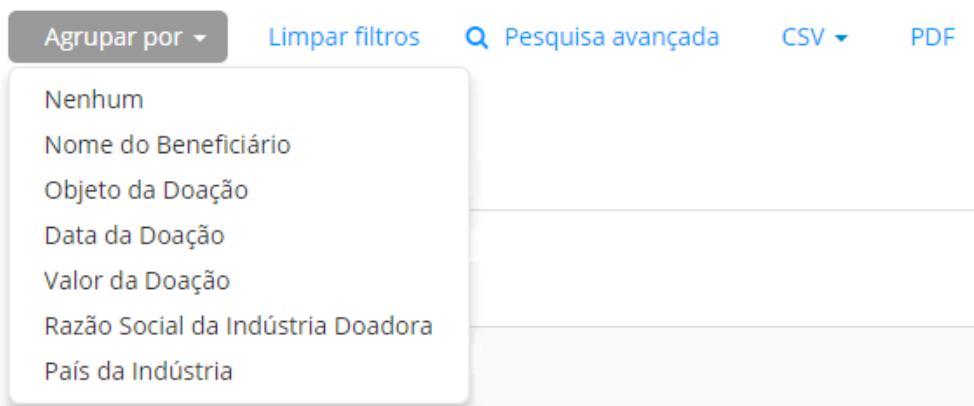 Agrupar por Limpar filtros Pesquisa avançada CSV PDF
Nenhum
Nome do Beneficiário
Objeto da Doação
Data da Doação
Valor da Doação
Razão Social da Indústria Doadora
País da Indústria